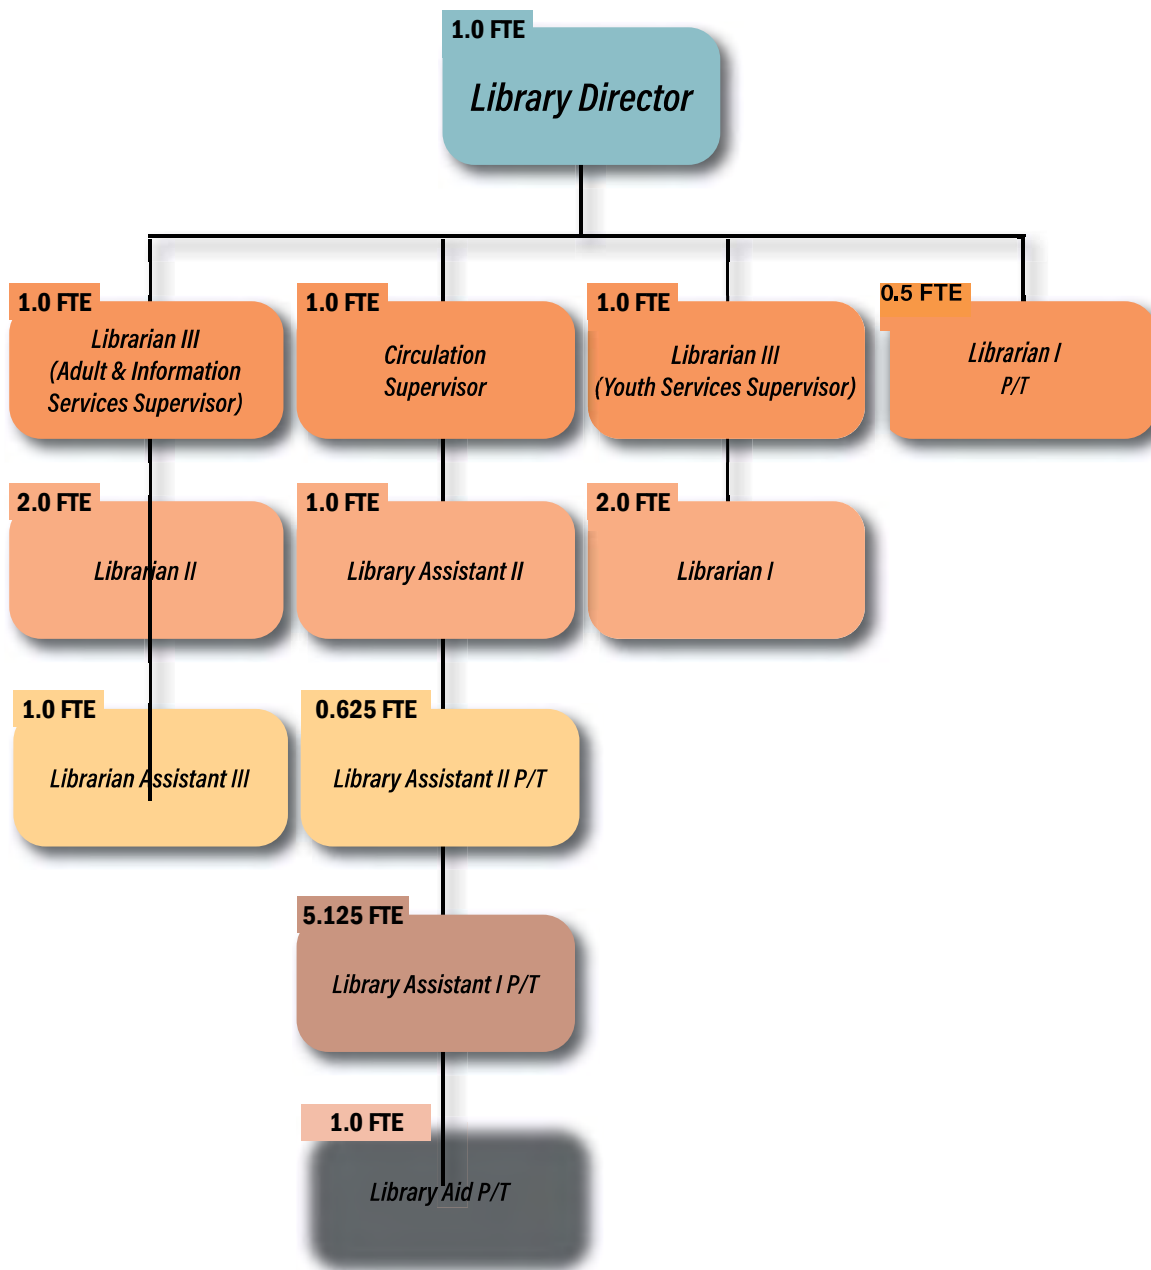 1.0 FTE
Library Director
1.0 FTE
Librarian III
(Adult & Information
Services Supervisor)
1.0 FTE
Circulation
Supervisor
1.0 FTE
Librarian III
(Youth Services Supervisor)
0.5 FTE
Librarian I
P/T
2.0 FTE
Librarian II
1.0 FTE
Library Assistant II
2.0 FTE
Librarian I
1.0 FTE
Librarian Assistant III
0.625 FTE
Library Assistant II P/T
5.125 FTE
Library Assistant I P/T
1.0 FTE
Library Aid P/T